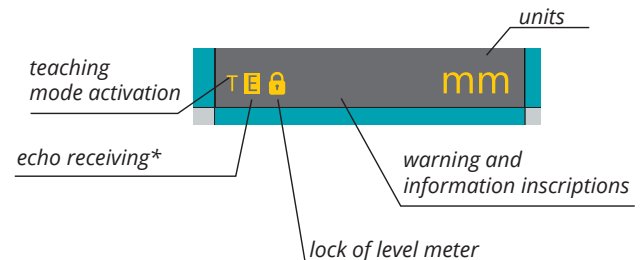 units
teaching
mode activation
T E mm
echo receiving*
warning and
information inscriptions
lock of level meter